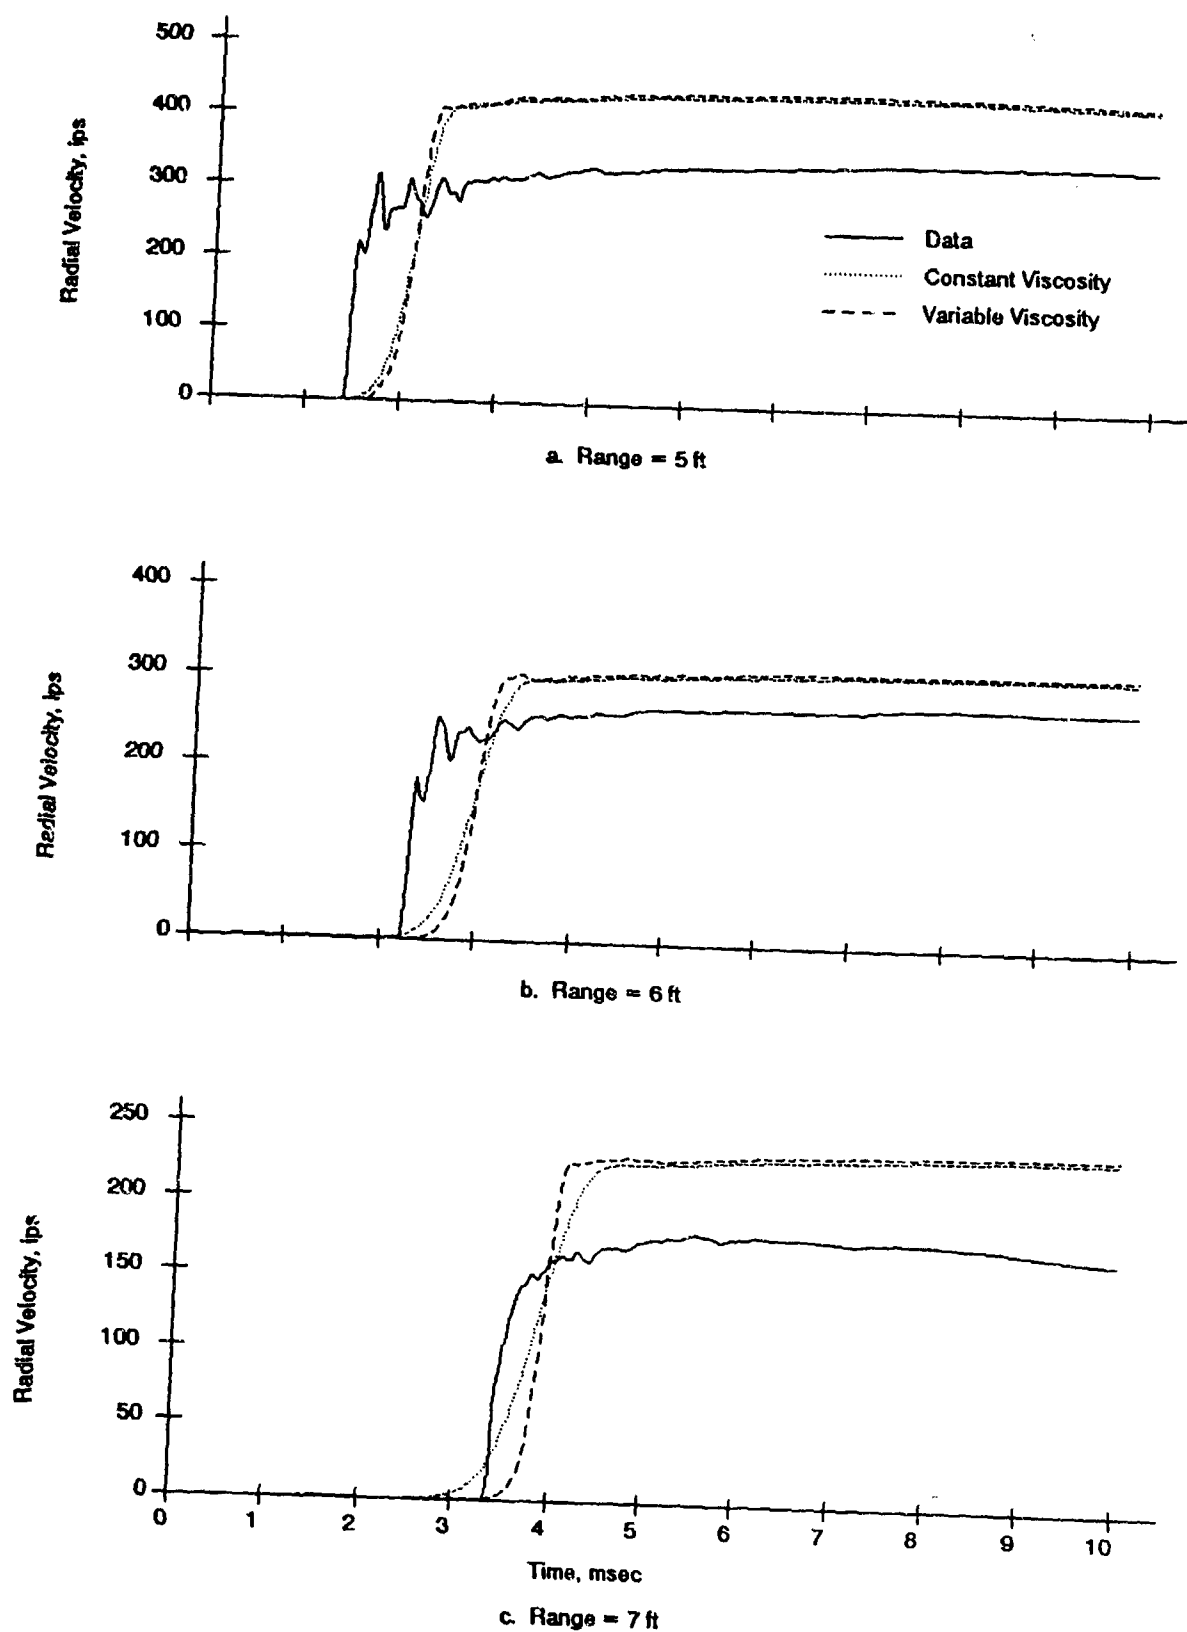 500
400
300
200
100
0
Radial Velocity, ips
Data
Constant Viscosity
Variable Viscosity
a. Range = 5 ft
400
300
200
100
0
Radial Velocity, ips
b. Range = 6 ft
250
200
150
100
50
0
Radial Velocity, ips
0 1 2 3 4 5 6 7 8 9 10
Time, msec
c. Range = 7 ft